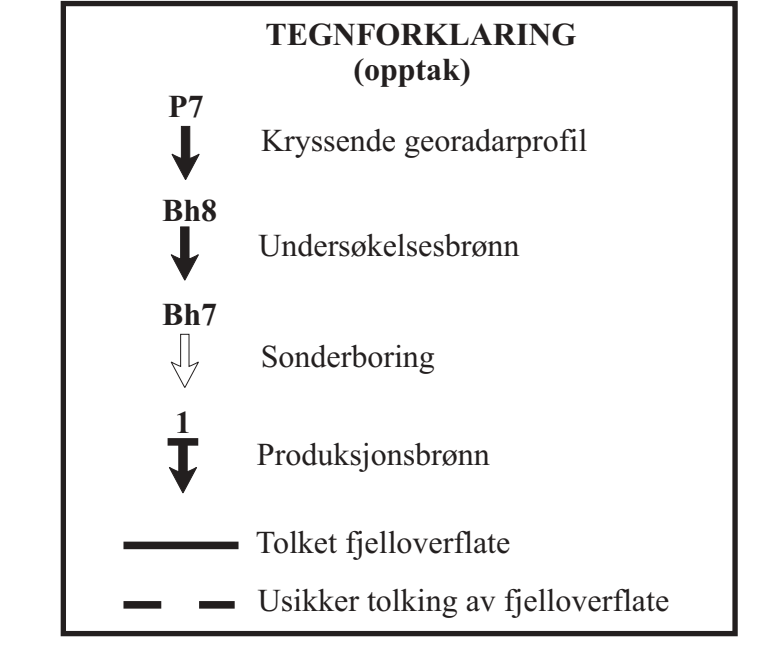 TEGNFORKLARING
(opptak)
P7
Kryssende georadarprofil
Bh8
Undersøkelsesbrønn
Bh7
Sonderboring
1
Produksjonsbrønn
Tolket fjelloverflate
Usikker tolking av fjelloverflate